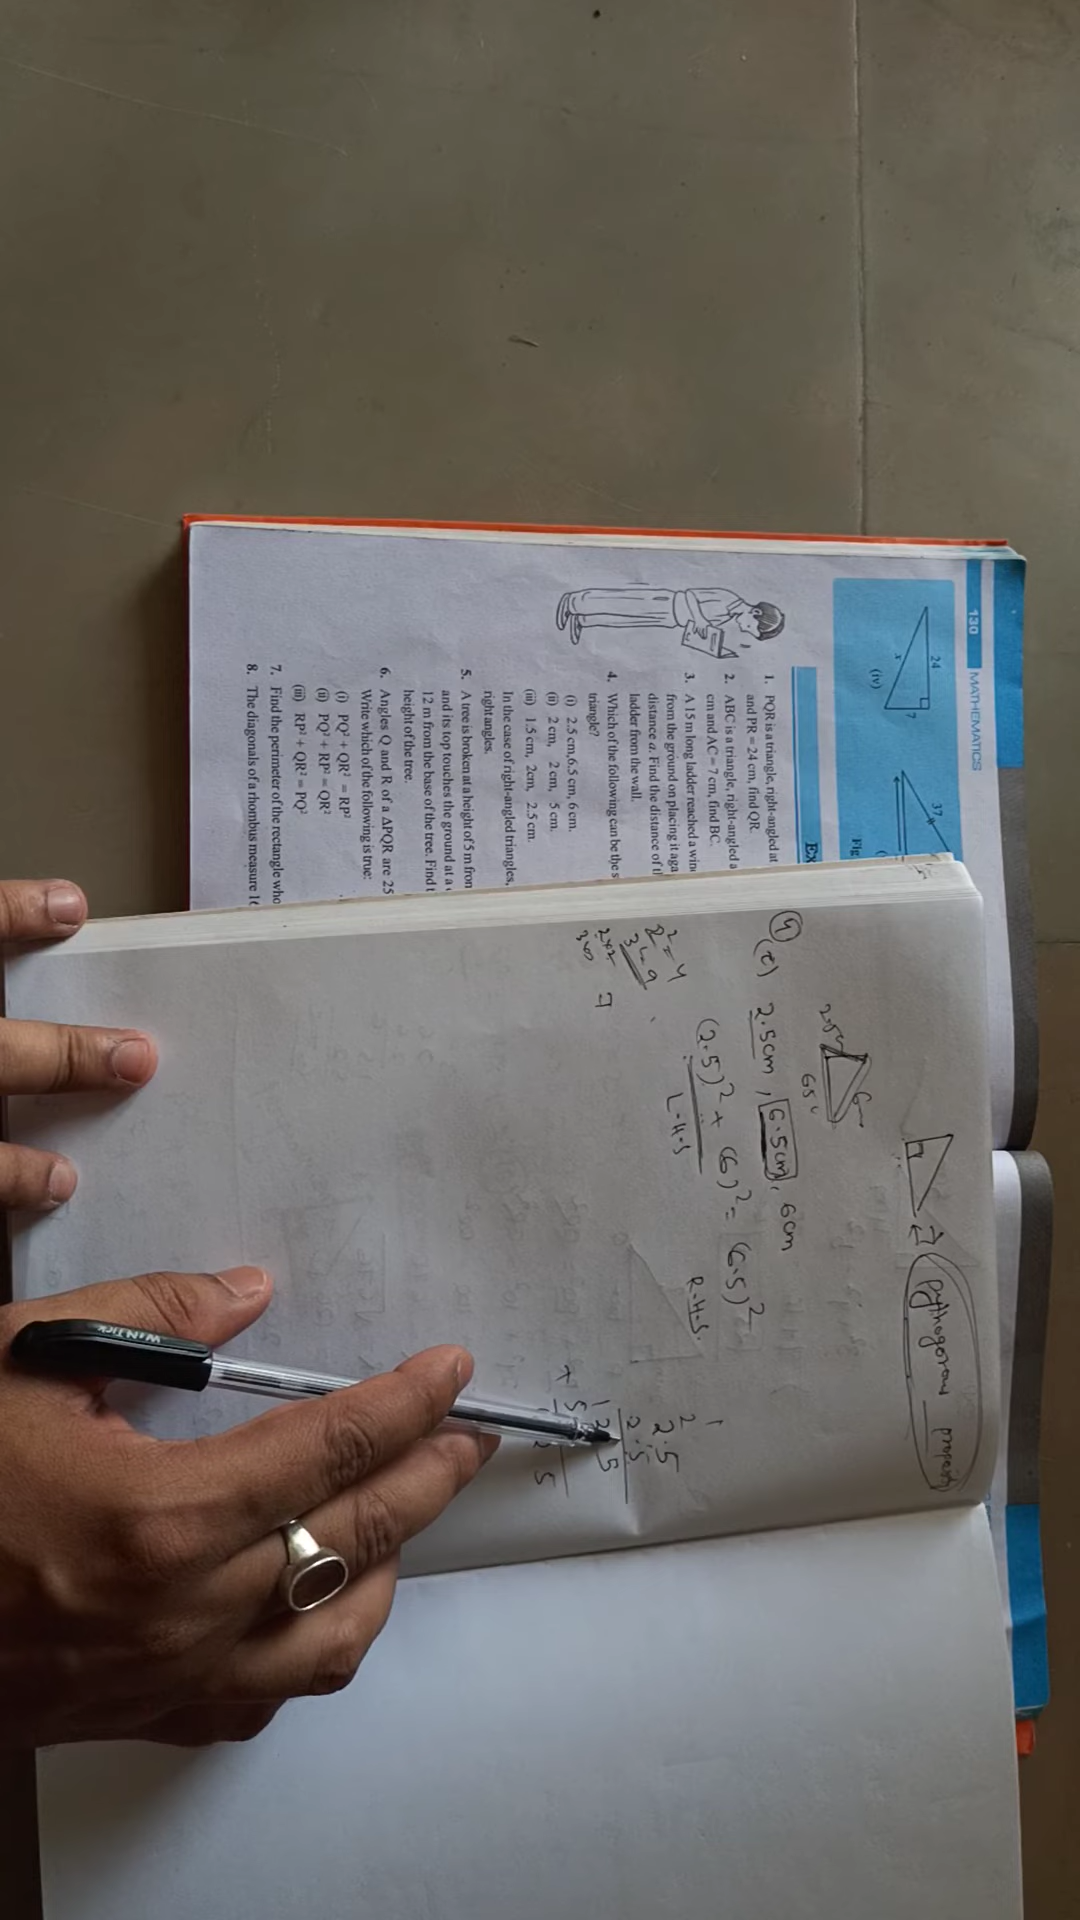 130 MATHEMATICS
24
7
x
(iv)
37
Fig
Ex
1. PQR is a triangle, right-angled at
and PR = 24 cm, find QR.
2. ABC is a triangle, right-angled a
cm and AC = 7 cm, find BC.
3. A 15 m long ladder reached a win
from the ground on placing it aga
distance a. Find the distance of t
ladder from the wall.
4. Which of the following can be the s
triangle?
(i) 2.5 cm,6.5 cm, 6 cm.
(ii) 2 cm, 2 cm, 5 cm.
(iii) 1.5 cm, 2cm, 2.5 cm.
In the case of right-angled triangles,
right angles.
5. A tree is broken at a height of 5 m from
and its top touches the ground at a
12 m from the base of the tree. Find t
height of the tree.
6. Angles Q and R of a ΔPQR are 25
Write which of the following is true:
(i) PQ² + QR² = RP²
(ii) PQ² + RP² = QR²
(iii) RP² + QR² = PQ²
7. Find the perimeter of the rectangle who
8. The diagonals of a rhombus measure 1
pythogorous property
4 (i) 2.5cm, 6.5cm, 6cm
(2.5)² + (6)² = (6.5)²
L-H-S R-H-S.
2² = 4
2.5
2.5
125
+ 5